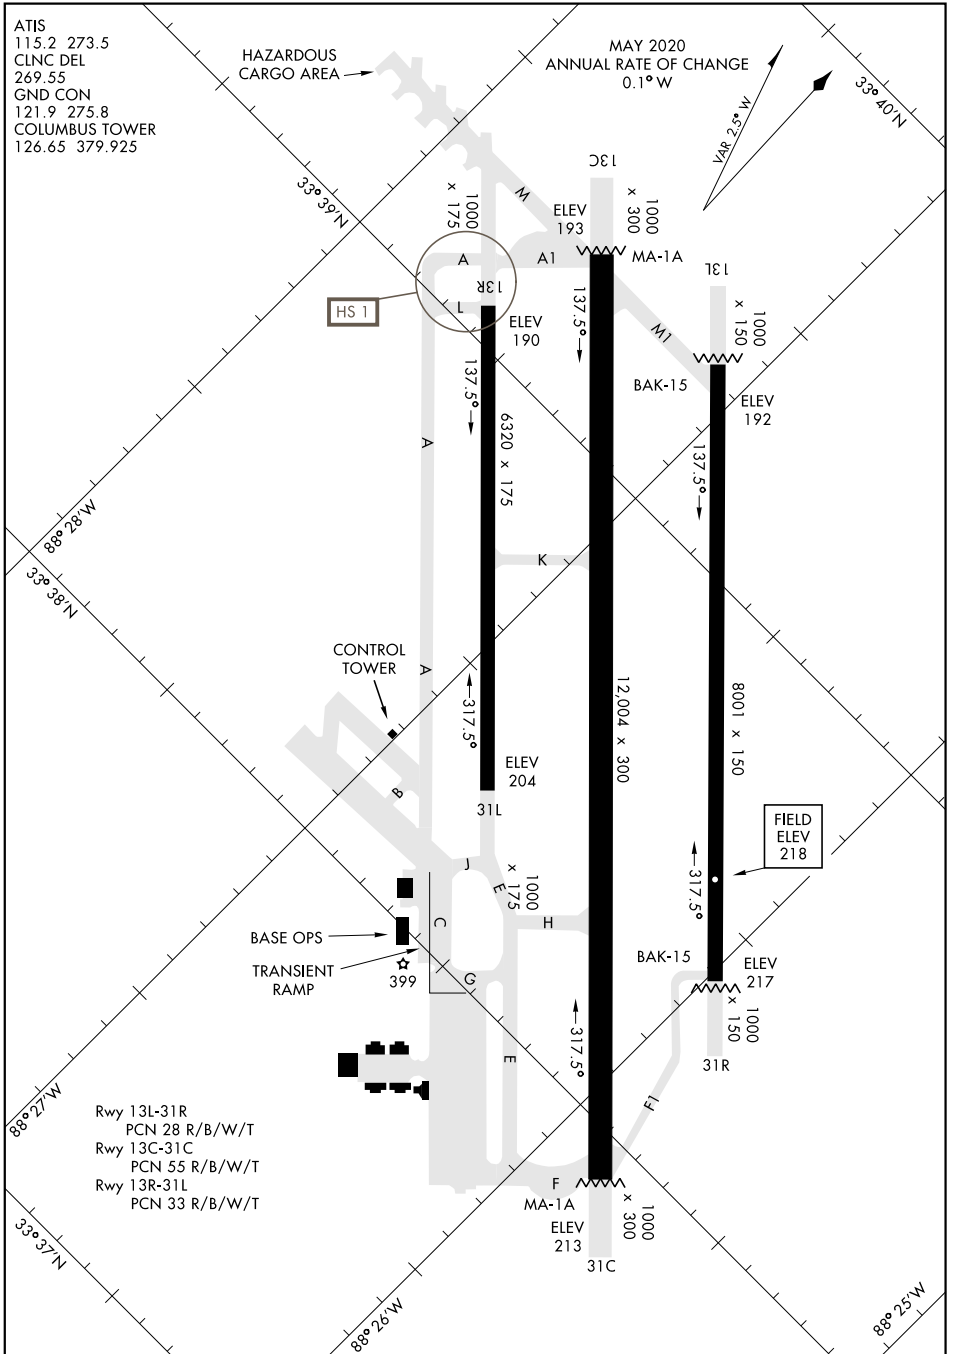 ATIS
115.2 273.5
CLNC DEL
269.55
GND CON
121.9 275.8
COLUMBUS TOWER
126.65 379.925
HAZARDOUS
CARGO AREA
MAY 2020
ANNUAL RATE OF CHANGE
0.1° W
VAR 2.5° W
33° 40'N
33° 39'N
1000
x 175
W
13C
1000
x 300
ELEV
193
A
A1
MA-1A
13L
1000
x 150
HS 1
13R
L
ELEV
190
137.5°
M1
BAK-15
ELEV
192
137.5°
A
6320 x 175
137.5°
88° 28'W
33° 38'N
K
CONTROL
TOWER
A
317.5°
12,004 x 300
8001 x 150
ELEV
204
B
31L
FIELD
ELEV
218
J
E
1000
x 175
317.5°
C
H
BASE OPS
TRANSIENT
RAMP
399
G
BAK-15
ELEV
217
1000
x 150
317.5°
E
31R
88° 27'W
F1
Rwy 13L-31R
PCN 28 R/B/W/T
Rwy 13C-31C
PCN 55 R/B/W/T
Rwy 13R-31L
PCN 33 R/B/W/T
F
MA-1A
ELEV
213
1000
x 300
31C
33° 37'N
88° 26'W
88° 25'W